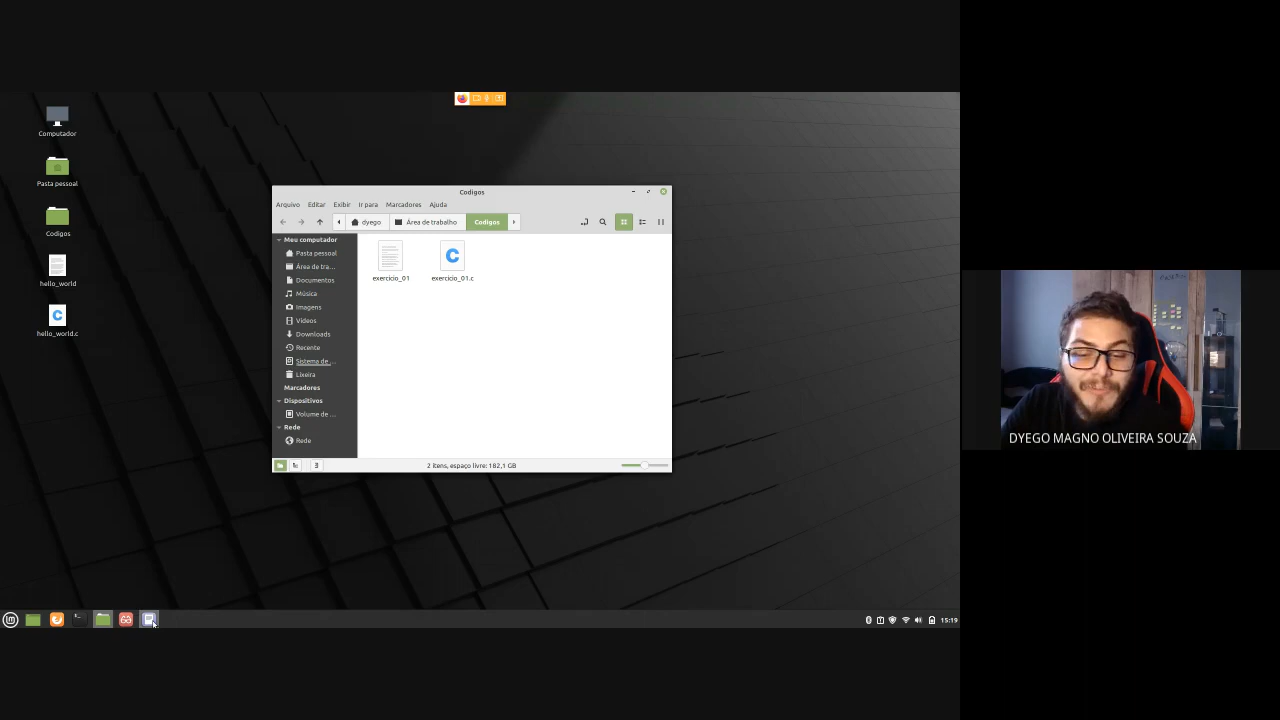 Computador
Pasta pessoal
Codigos
hello_world
hello_world.c
Codigos
Arquivo Editar Exibir Ir para Marcadores Ajuda
dyego Área de trabalho Codigos
Meu computador
Pasta pessoal
Área de tra...
Documentos
Música
Imagens
Vídeos
Downloads
Recente
Sistema de ...
Lixeira
Marcadores
Dispositivos
Volume de ...
Rede
Rede
exercicio_01
exercicio_01.c
2 itens, espaço livre: 182,1 GB
15:19
DYEGO MAGNO OLIVEIRA SOUZA